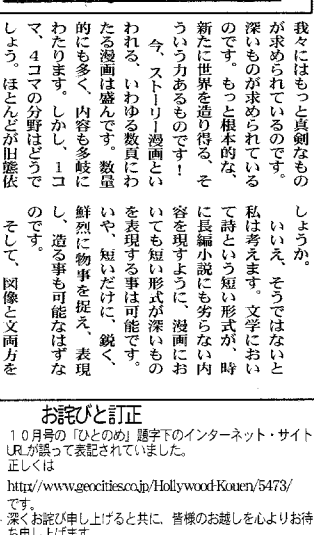 我々にはもっと真剣なもの
が求められているのです。
深いものが求められている
のです。もっと根本的な、
新たに世界を造り得る、そ
ういう力あるものです！
今、ストーリー漫画とい
われる、いわゆる数頁にわ
たる漫画は盛んです。数量
的にも多く、内容も多岐に
わたります。しかし、１コ
マ、４コマの分野はどうで
しょう。ほとんどが旧態依
しょうか。
いいえ、そうではないと
私は考えます。文学におい
て詩という短い形式が、時
に長編小説にも劣らない内
容を現すように、漫画にお
いても短い形式が深いもの
を表現する事は可能です。
いや、短いだけに、鋭く、
鮮烈に物事を捉え、表現
し、造る事も可能なはずな
のです。
そして、図像と文両方を
お詫びと訂正
１０月号の「ひとのめ」題字下のインターネット・サイト
URLが誤って表記されていました。
正しくは
http://www.geocities.co.jp/Hollywood-Kouen/5473/
です。
深くお詫び申し上げると共に、皆様のお越しを心よりお待
ち申し上げます